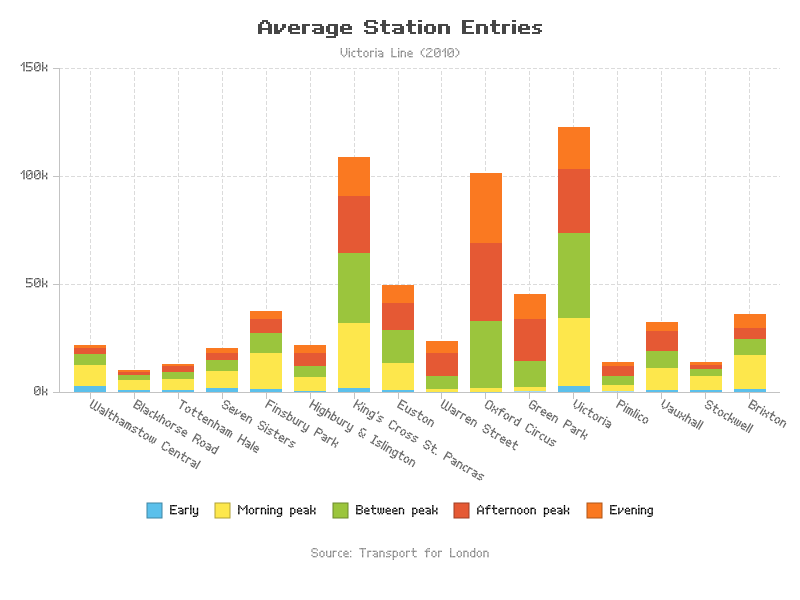 Average Station Entries
Victoria Line (2010)
150k
100k
50k
0k
Walthamstow Central
Blackhorse Road
Tottenham Hale
Seven Sisters
Finsbury Park
Highbury & Islington
King's Cross St. Pancras
Euston
Warren Street
Oxford Circus
Green Park
Victoria
Pimlico
Vauxhall
Stockwell
Brixton
Early
Morning peak
Between peak
Afternoon peak
Evening
Source: Transport for London